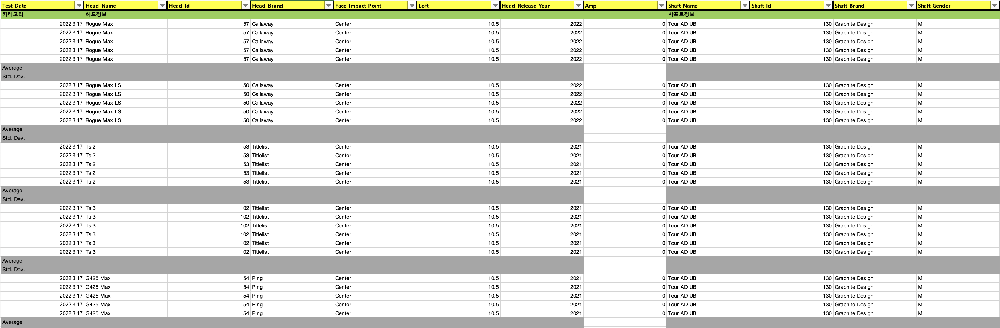 Test_Date Head_Name Head_Id Head_Brand Face_Impact_Point Loft Head_Release_Year Amp Shaft_Name Shaft_Id Shaft_Brand Shaft_Gender
카테고리 헤드정보 샤프트정보
2022.3.17 Rogue Max 57 Callaway Center 10.5 2022 0 Tour AD UB 130 Graphite Design M
2022.3.17 Rogue Max 57 Callaway Center 10.5 2022 0 Tour AD UB 130 Graphite Design M
2022.3.17 Rogue Max 57 Callaway Center 10.5 2022 0 Tour AD UB 130 Graphite Design M
2022.3.17 Rogue Max 57 Callaway Center 10.5 2022 0 Tour AD UB 130 Graphite Design M
2022.3.17 Rogue Max 57 Callaway Center 10.5 2022 0 Tour AD UB 130 Graphite Design M
Average
Std. Dev.
2022.3.17 Rogue Max LS 50 Callaway Center 10.5 2022 0 Tour AD UB 130 Graphite Design M
2022.3.17 Rogue Max LS 50 Callaway Center 10.5 2022 0 Tour AD UB 130 Graphite Design M
2022.3.17 Rogue Max LS 50 Callaway Center 10.5 2022 0 Tour AD UB 130 Graphite Design M
2022.3.17 Rogue Max LS 50 Callaway Center 10.5 2022 0 Tour AD UB 130 Graphite Design M
2022.3.17 Rogue Max LS 50 Callaway Center 10.5 2022 0 Tour AD UB 130 Graphite Design M
Average
Std. Dev.
2022.3.17 Tsi2 53 Titlelist Center 10.5 2021 0 Tour AD UB 130 Graphite Design M
2022.3.17 Tsi2 53 Titlelist Center 10.5 2021 0 Tour AD UB 130 Graphite Design M
2022.3.17 Tsi2 53 Titlelist Center 10.5 2021 0 Tour AD UB 130 Graphite Design M
2022.3.17 Tsi2 53 Titlelist Center 10.5 2021 0 Tour AD UB 130 Graphite Design M
2022.3.17 Tsi2 53 Titlelist Center 10.5 2021 0 Tour AD UB 130 Graphite Design M
Average
Std. Dev.
2022.3.17 Tsi3 102 Titlelist Center 10.5 2021 0 Tour AD UB 130 Graphite Design M
2022.3.17 Tsi3 102 Titlelist Center 10.5 2021 0 Tour AD UB 130 Graphite Design M
2022.3.17 Tsi3 102 Titlelist Center 10.5 2021 0 Tour AD UB 130 Graphite Design M
2022.3.17 Tsi3 102 Titlelist Center 10.5 2021 0 Tour AD UB 130 Graphite Design M
2022.3.17 Tsi3 102 Titlelist Center 10.5 2021 0 Tour AD UB 130 Graphite Design M
2022.3.17 Tsi3 102 Titlelist Center 10.5 2021 0 Tour AD UB 130 Graphite Design M
Average
Std. Dev.
2022.3.17 G425 Max 54 Ping Center 10.5 2021 0 Tour AD UB 130 Graphite Design M
2022.3.17 G425 Max 54 Ping Center 10.5 2021 0 Tour AD UB 130 Graphite Design M
2022.3.17 G425 Max 54 Ping Center 10.5 2021 0 Tour AD UB 130 Graphite Design M
2022.3.17 G425 Max 54 Ping Center 10.5 2021 0 Tour AD UB 130 Graphite Design M
2022.3.17 G425 Max 54 Ping Center 10.5 2021 0 Tour AD UB 130 Graphite Design M
Average